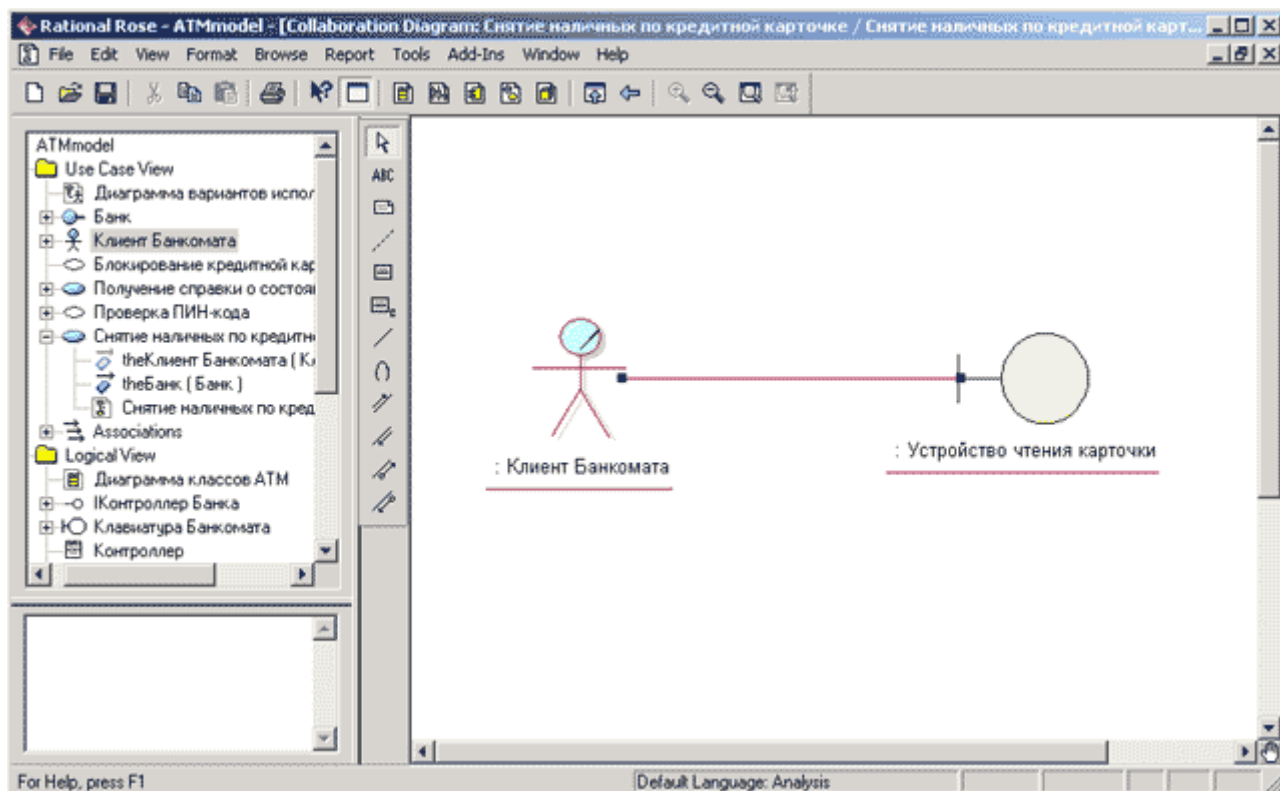 Rational Rose - ATMmodel - [Collaboration Diagram: Снятие наличных по кредитной карточке / Снятие наличных по кредитной карт...
File Edit View Format Browse Report Tools Add-Ins Window Help
ATMmodel
Use Case View
Диаграмма вариантов испол
Банк
Клиент Банкомата
Блокирование кредитной кар
Получение справки о состоя
Проверка ПИН-кода
Снятие наличных по кредитн
theКлиент Банкомата ( Кл
theБанк ( Банк )
Снятие наличных по кред
Associations
Logical View
Диаграмма классов АТМ
IКонтроллер Банка
Клавиатура Банкомата
Контроллер
ABC
: Клиент Банкомата
: Устройство чтения карточки
For Help, press F1
Default Language: Analysis